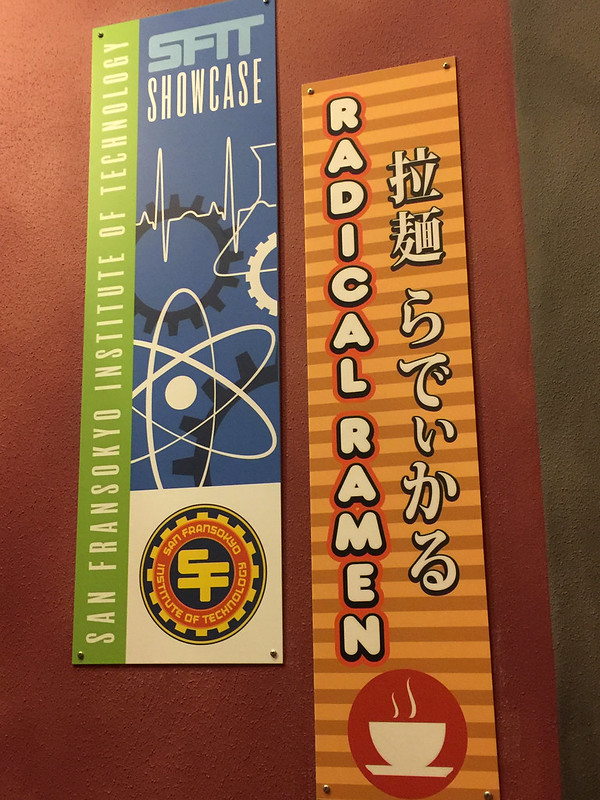 SAN FRANSOKYO INSTITUTE OF TECHNOLOGY
SFIT
SHOWCASE
SAN FRANSOKYO
SF
INSTITUTE OF TECHNOLOGY
RADICAL RAMEN
拉麺 らでぃかる